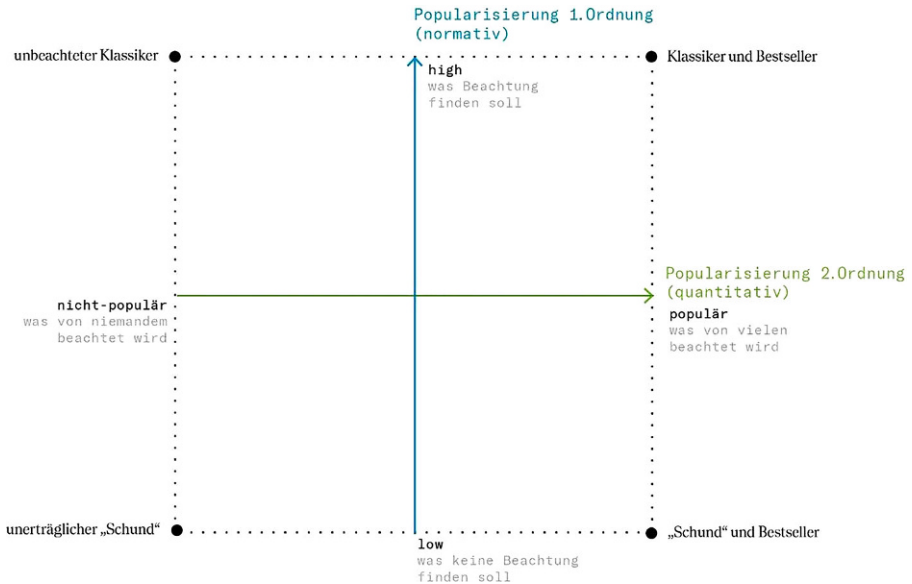 Popularisierung 1.Ordnung
(normativ)
unbeachteter Klassiker
Klassiker und Bestseller
high
was Beachtung
finden soll
Popularisierung 2.Ordnung
(quantitativ)
nicht-populär
was von niemandem
beachtet wird
populär
was von vielen
beachtet wird
unerträglicher „Schund“
„Schund“ und Bestseller
low
was keine Beachtung
finden soll